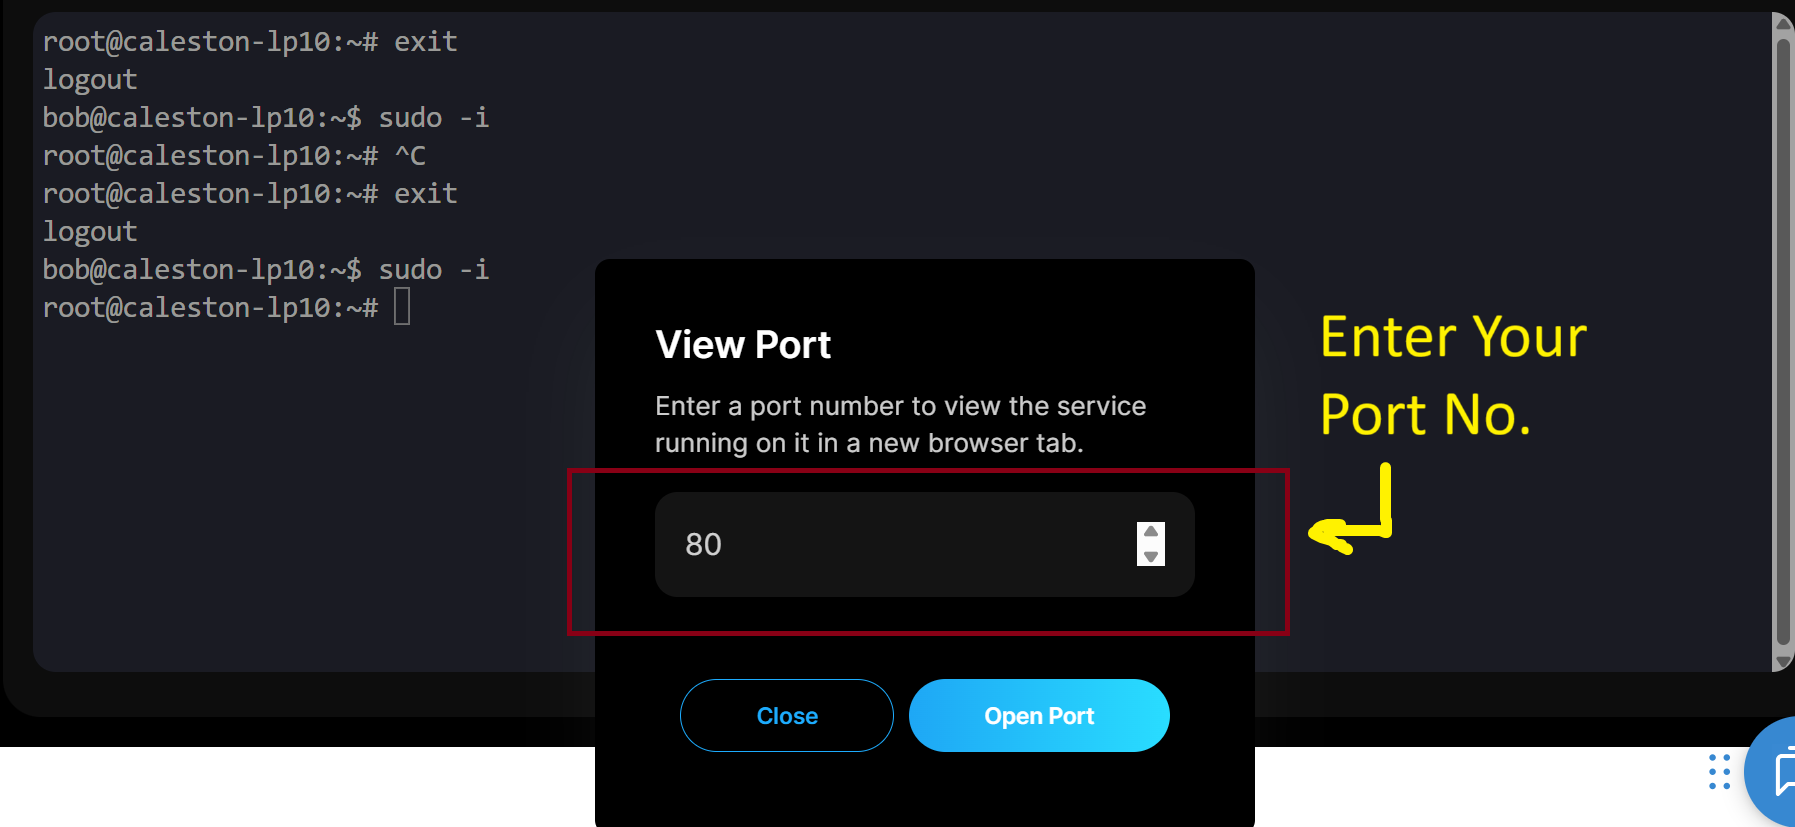 root@caleston-lp10:~# exit
logout
bob@caleston-lp10:~$ sudo -i
root@caleston-lp10:~# ^C
root@caleston-lp10:~# exit
logout
bob@caleston-lp10:~$ sudo -i
root@caleston-lp10:~#
View Port
Enter a port number to view the service
running on it in a new browser tab.
80
Close
Open Port
Enter Your
Port No.